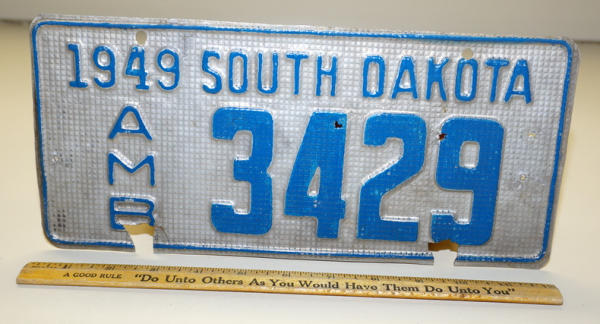 1949 SOUTH DAKOTA
AMB 3429
A GOOD RULE "Do Unto Others As You Would Have Them Do Unto You"